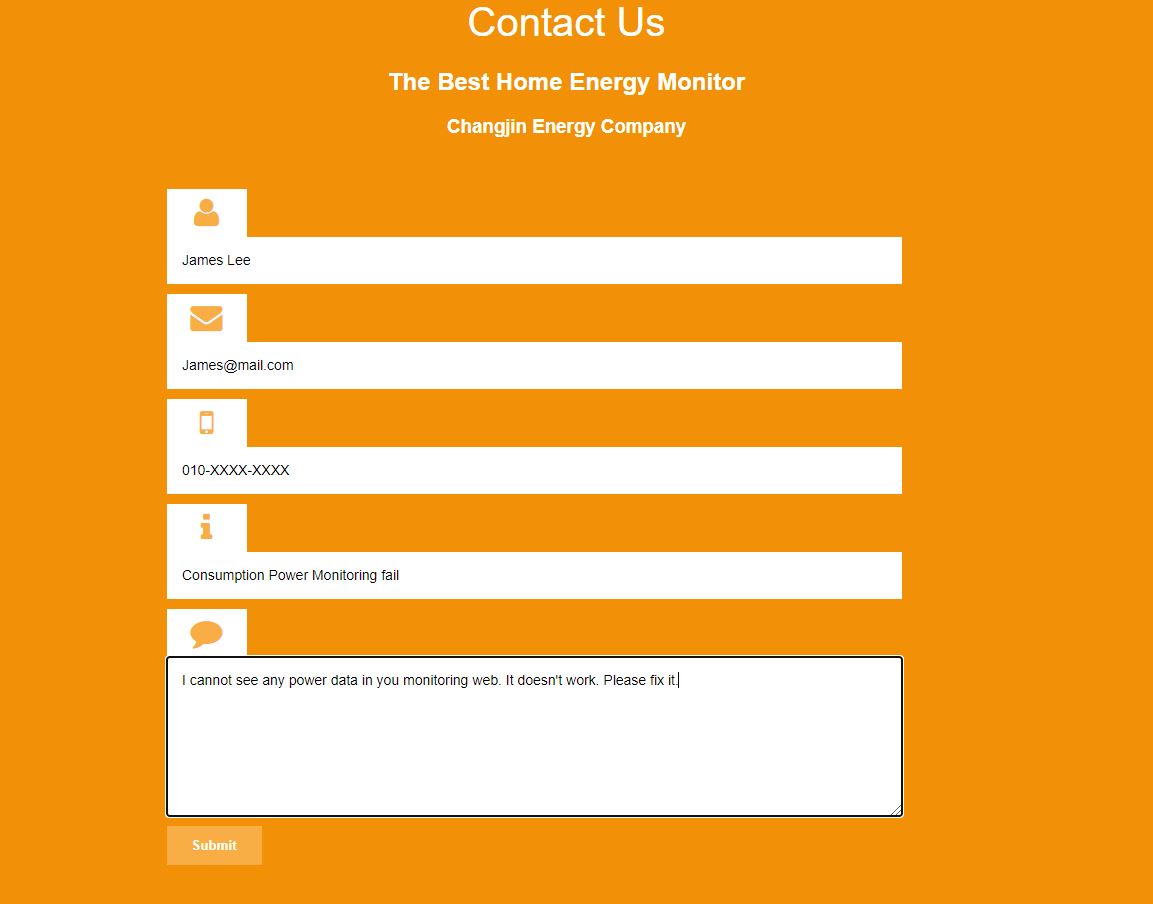 Contact Us
The Best Home Energy Monitor
Changjin Energy Company
James Lee
James@mail.com
010-XXXX-XXXX
Consumption Power Monitoring fail
I cannot see any power data in you monitoring web. It doesn't work. Please fix it.
Submit